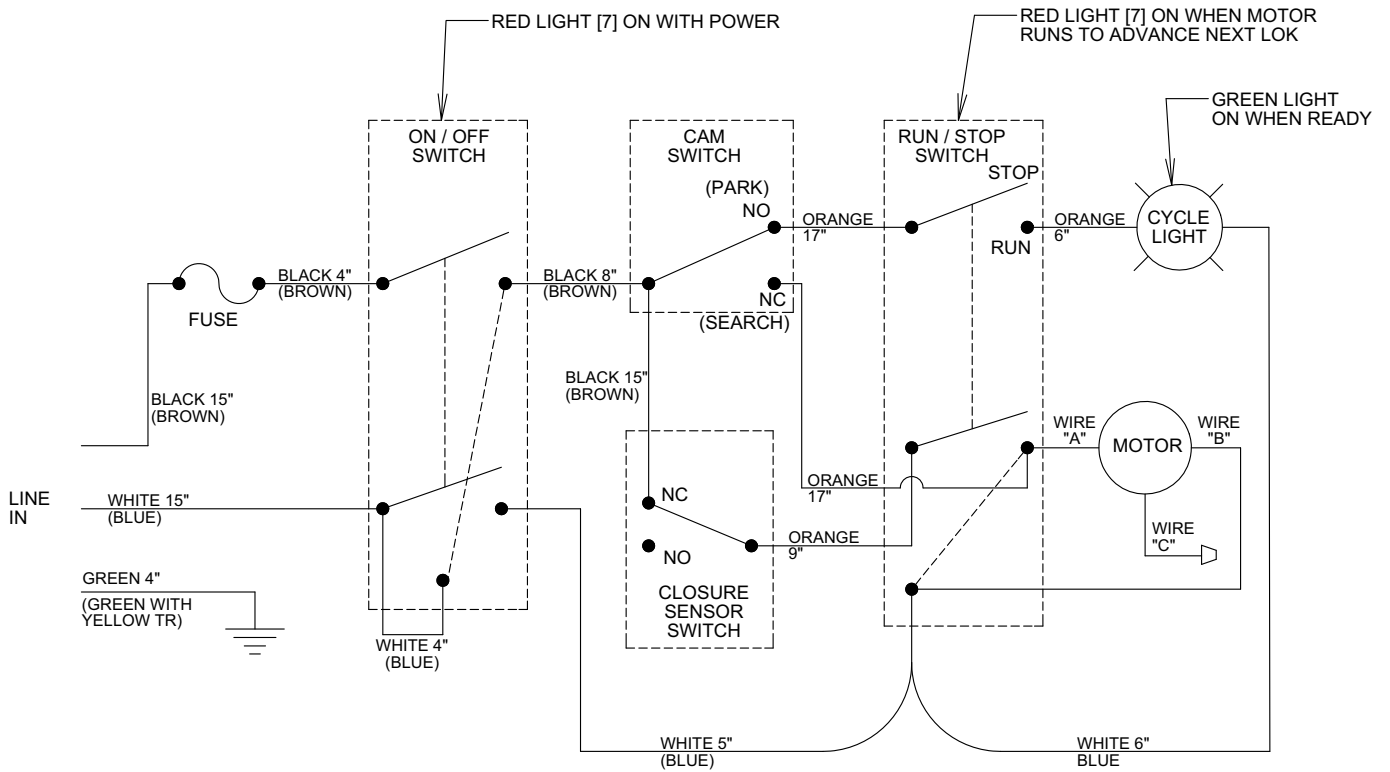 RED LIGHT [7] ON WITH POWER
RED LIGHT [7] ON WHEN MOTOR
RUNS TO ADVANCE NEXT LOK
GREEN LIGHT
ON WHEN READY
ON / OFF
SWITCH
CAM
SWITCH
RUN / STOP
SWITCH
STOP
(PARK)
NO
ORANGE
17"
RUN
ORANGE
6"
CYCLE
LIGHT
BLACK 4"
(BROWN)
BLACK 8"
(BROWN)
NC
(SEARCH)
FUSE
BLACK 15"
(BROWN)
BLACK 15"
(BROWN)
WIRE
"A"
MOTOR
WIRE
"B"
LINE
IN
WHITE 15"
(BLUE)
NC
ORANGE
17"
NO
ORANGE
9"
WIRE
"C"
GREEN 4"
(GREEN WITH
YELLOW TR)
CLOSURE
SENSOR
SWITCH
WHITE 4"
(BLUE)
WHITE 5"
(BLUE)
WHITE 6"
BLUE